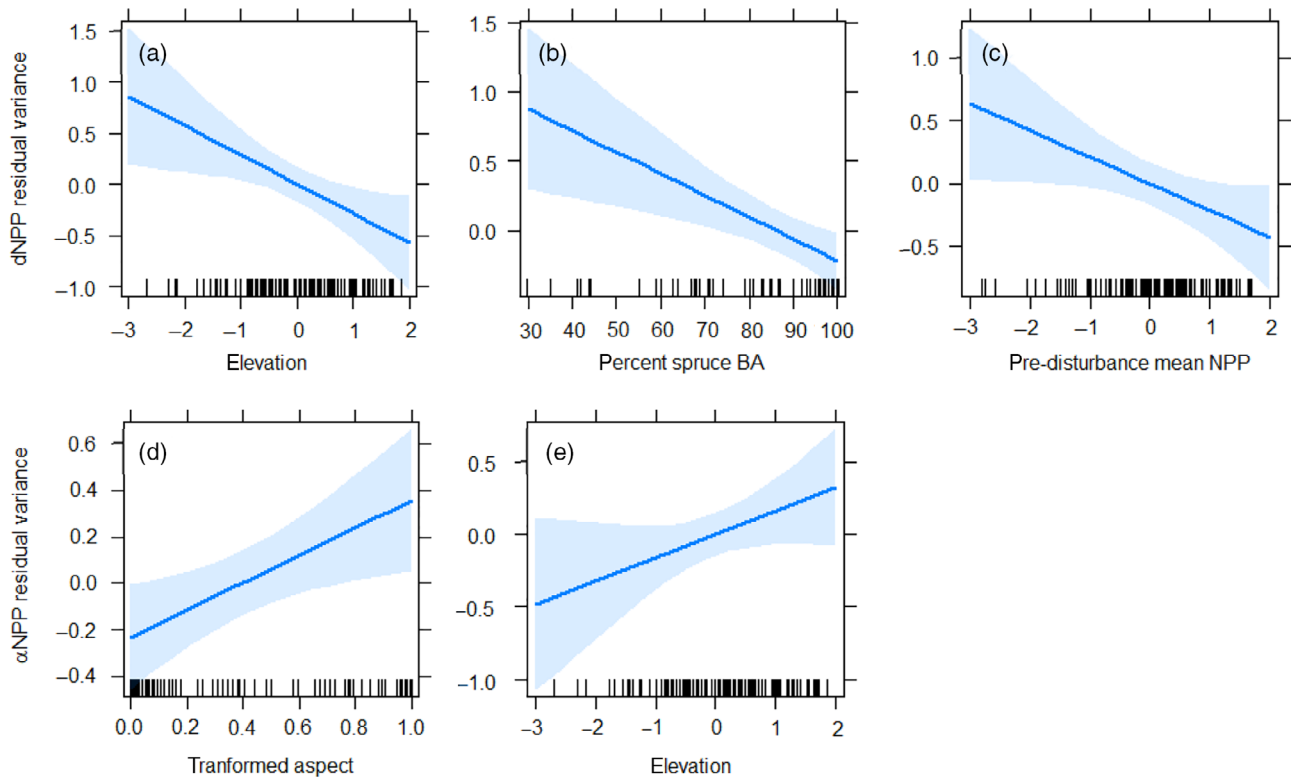 dNPP residual variance
(a)
1.5
1.0
0.5
0.0
−0.5
−1.0
−3 −2 −1 0 1 2
Elevation
(b)
1.5
1.0
0.5
0.0
30 40 50 60 70 80 90 100
Percent spruce BA
(c)
1.0
0.5
0.0
−0.5
−3 −2 −1 0 1 2
Pre-disturbance mean NPP
αNPP residual variance
(d)
0.6
0.4
0.2
0.0
−0.2
−0.4
0.0 0.2 0.4 0.6 0.8 1.0
Tranformed aspect
(e)
0.5
0.0
−0.5
−1.0
−3 −2 −1 0 1 2
Elevation